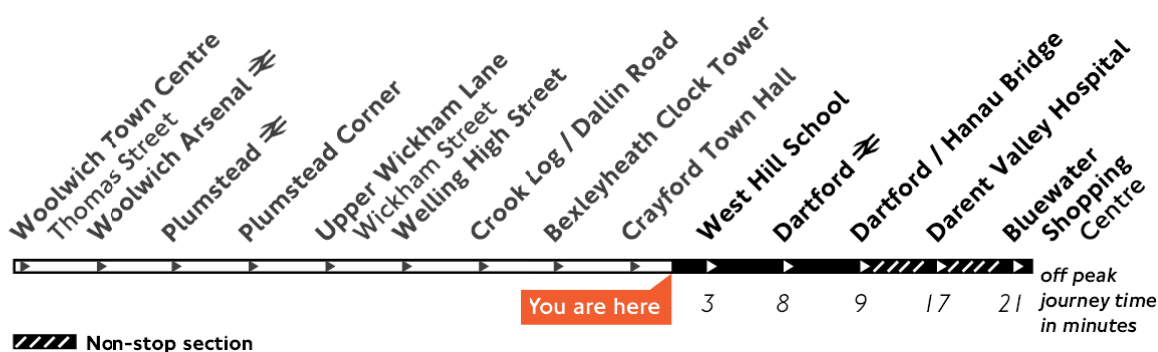 Woolwich Town Centre
Thomas Street
Woolwich Arsenal
Plumstead
Plumstead Corner
Upper Wickham Lane
Wickham Street
Welling High Street
Crook Log / Dallin Road
Bexleyheath Clock Tower
Crayford Town Hall
West Hill School
Dartford
Dartford / Hanau Bridge
Darent Valley Hospital
Bluewater
Shopping
Centre
You are here
3
8
9
17
21
off peak
journey time
in minutes
Non-stop section